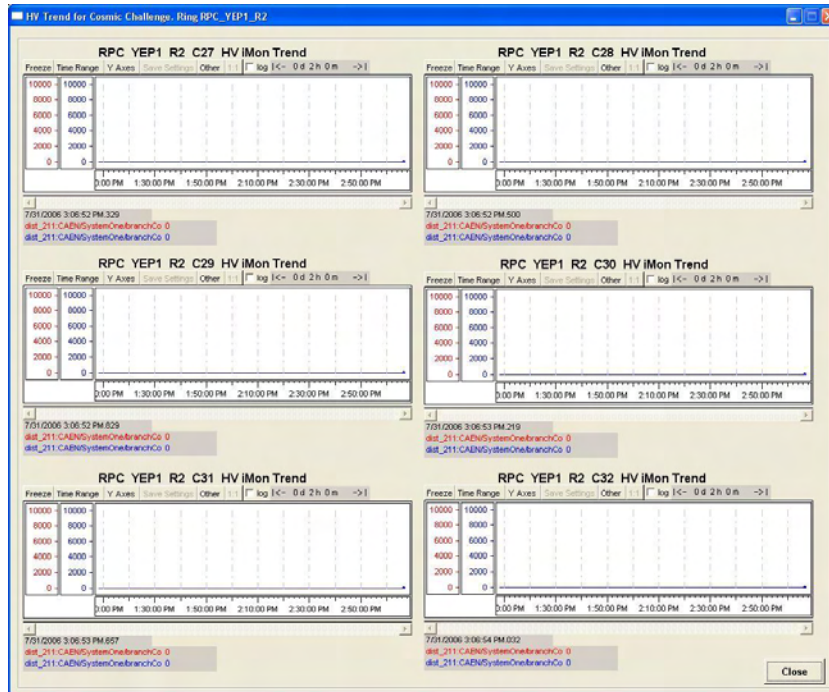 HV Trend for Cosmic Challenge. Ring RPC_YEP1_R2
RPC YEP1 R2 C27 HV iMon Trend
Freeze Time Range Y Axes Save Settings Other 1:1 log |<- 0 d 2 h 0 m ->|
10000 10000
8000 8000
6000 6000
4000 4000
2000 2000
0 0
0:00 PM 1:30:00 PM 1:50:00 PM 2:10:00 PM 2:30:00 PM 2:50:00 PM
7/31/2006 3:06:52 PM.329
dist_211:CAEN/SystemOne/branchCo 0
dist_211:CAEN/SystemOne/branchCo 0
RPC YEP1 R2 C28 HV iMon Trend
Freeze Time Range Y Axes Save Settings Other 1:1 log |<- 0 d 2 h 0 m ->|
10000 10000
8000 8000
6000 6000
4000 4000
2000 2000
0 0
0:00 PM 1:30:00 PM 1:50:00 PM 2:10:00 PM 2:30:00 PM 2:50:00 PM
7/31/2006 3:06:52 PM.500
dist_211:CAEN/SystemOne/branchCo 0
dist_211:CAEN/SystemOne/branchCo 0
RPC YEP1 R2 C29 HV iMon Trend
Freeze Time Range Y Axes Save Settings Other 1:1 log |<- 0 d 2 h 0 m ->|
10000 10000
8000 8000
6000 6000
4000 4000
2000 2000
0 0
0:00 PM 1:30:00 PM 1:50:00 PM 2:10:00 PM 2:30:00 PM 2:50:00 PM
7/31/2006 3:06:52 PM.829
dist_211:CAEN/SystemOne/branchCo 0
dist_211:CAEN/SystemOne/branchCo 0
RPC YEP1 R2 C30 HV iMon Trend
Freeze Time Range Y Axes Save Settings Other 1:1 log |<- 0 d 2 h 0 m ->|
10000 10000
8000 8000
6000 6000
4000 4000
2000 2000
0 0
0:00 PM 1:30:00 PM 1:50:00 PM 2:10:00 PM 2:30:00 PM 2:50:00 PM
7/31/2006 3:06:53 PM.219
dist_211:CAEN/SystemOne/branchCo 0
dist_211:CAEN/SystemOne/branchCo 0
RPC YEP1 R2 C31 HV iMon Trend
Freeze Time Range Y Axes Save Settings Other 1:1 log |<- 0 d 2 h 0 m ->|
10000 10000
8000 8000
6000 6000
4000 4000
2000 2000
0 0
0:00 PM 1:30:00 PM 1:50:00 PM 2:10:00 PM 2:30:00 PM 2:50:00 PM
7/31/2006 3:06:53 PM.657
dist_211:CAEN/SystemOne/branchCo 0
dist_211:CAEN/SystemOne/branchCo 0
RPC YEP1 R2 C32 HV iMon Trend
Freeze Time Range Y Axes Save Settings Other 1:1 log |<- 0 d 2 h 0 m ->|
10000 10000
8000 8000
6000 6000
4000 4000
2000 2000
0 0
0:00 PM 1:30:00 PM 1:50:00 PM 2:10:00 PM 2:30:00 PM 2:50:00 PM
7/31/2006 3:06:54 PM.032
dist_211:CAEN/SystemOne/branchCo 0
dist_211:CAEN/SystemOne/branchCo 0
Close